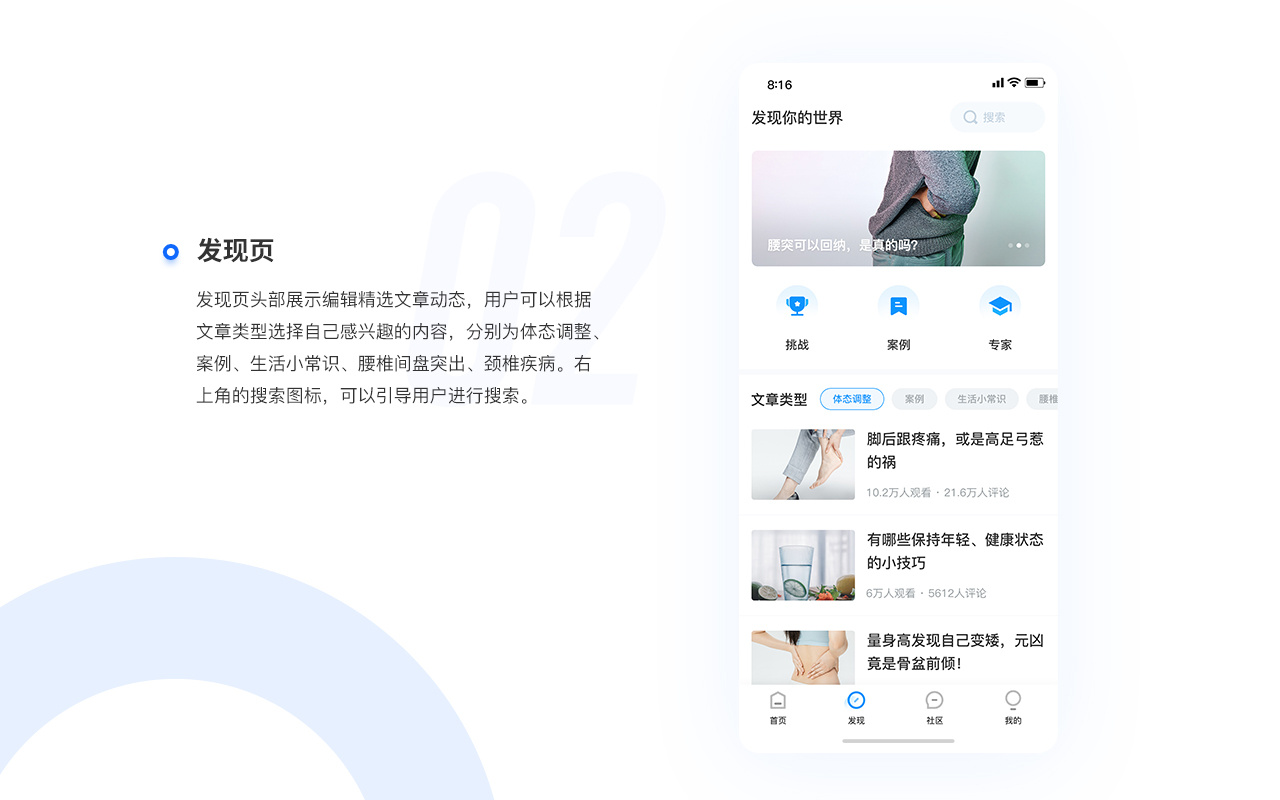 02
发现页
发现页头部展示编辑精选文章动态，用户可以根据
文章类型选择自己感兴趣的内容，分别为体态调整、
案例、生活小常识、腰椎间盘突出、颈椎疾病。右
上角的搜索图标，可以引导用户进行搜索。
8:16
发现你的世界
搜索
腰突可以回纳，是真的吗?
挑战
案例
专家
文章类型
体态调整
案例
生活小常识
腰椎
脚后跟疼痛，或是高足弓惹
的祸
10.2万人观看 · 21.6万人评论
有哪些保持年轻、健康状态
的小技巧
6万人观看 · 5612人评论
量身高发现自己变矮，元凶
竟是骨盆前倾！
首页
发现
社区
我的